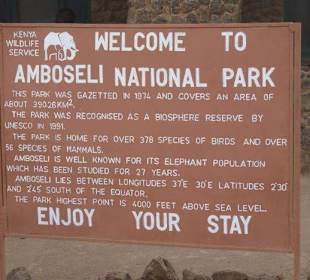 KENYA
WILDLIFE
SERVICE
WELCOME TO
AMBOSELI NATIONAL PARK
THIS PARK WAS GAZETTED IN 1974 AND COVERS AN AREA OF
ABOUT 390.26 KM².
THE PARK WAS RECOGNISED AS A BIOSPHERE RESERVE BY
UNESCO IN 1991.
THE PARK IS HOME FOR OVER 378 SPECIES OF BIRDS AND OVER
56 SPECIES OF MAMMALS.
AMBOSELI IS WELL KNOWN FOR ITS ELEPHANT POPULATION
WHICH HAS BEEN STUDIED FOR 27 YEARS.
AMBOSELI LIES BETWEEN LONGITUDES 37°E 30'E LATITUDES 2°30'
AND 2°45' SOUTH OF THE EQUATOR.
THE PARK HIGHEST POINT IS 4000 FEET ABOVE SEA LEVEL.
ENJOY YOUR STAY